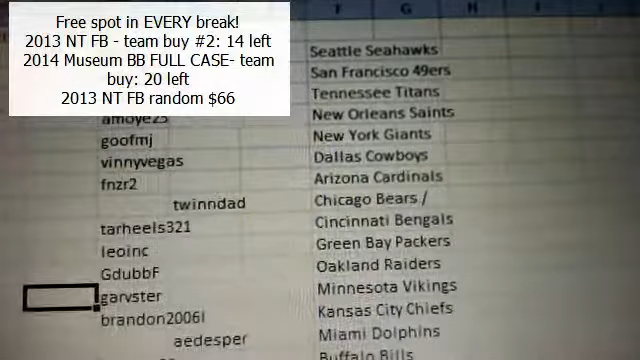 Free spot in EVERY break!
2013 NT FB - team buy #2: 14 left
2014 Museum BB FULL CASE- team
buy: 20 left
2013 NT FB random $66
F G H
Seattle Seahawks
San Francisco 49ers
Tennessee Titans
amoye23 New Orleans Saints
goofmj New York Giants
vinnyvegas Dallas Cowboys
fnzr2 Arizona Cardinals
twinndad Chicago Bears /
tarheels321 Cincinnati Bengals
leoinc Green Bay Packers
GdubbF Oakland Raiders
garvster Minnesota Vikings
brandon2006l Kansas City Chiefs
aedesper Miami Dolphins
Buffalo Bills